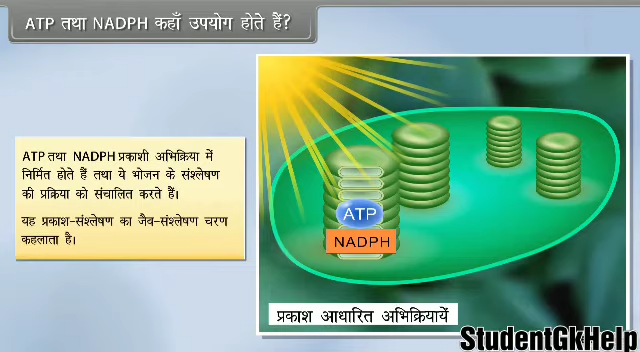 ATP तथा NADPH कहाँ उपयोग होते हैं?
ATP तथा NADPH प्रकाशी अभिक्रिया में
निर्मित होते हैं तथा ये भोजन के संश्लेषण
की प्रक्रिया को संचालित करते हैं।
यह प्रकाश-संश्लेषण का जैव-संश्लेषण चरण
कहलाता है।
ATP
NADPH
प्रकाश आधारित अभिक्रियायें
StudentGkHelp